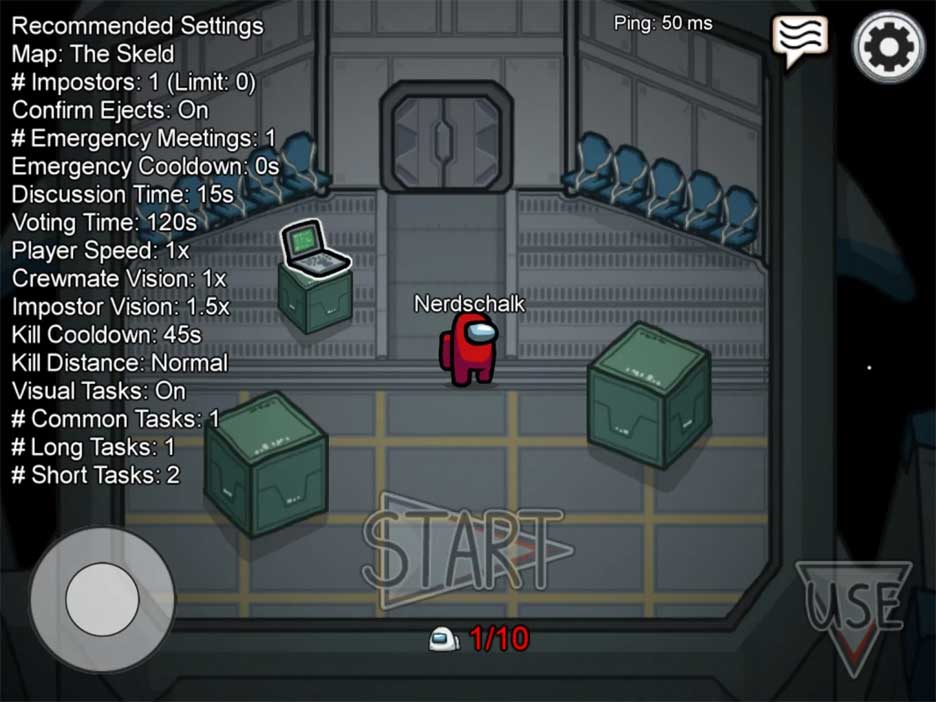 Recommended Settings
Map: The Skeld
# Impostors: 1 (Limit: 0)
Confirm Ejects: On
# Emergency Meetings: 1
Emergency Cooldown: 0s
Discussion Time: 15s
Voting Time: 120s
Player Speed: 1x
Crewmate Vision: 1x
Impostor Vision: 1.5x
Kill Cooldown: 45s
Kill Distance: Normal
Visual Tasks: On
# Common Tasks: 1
# Long Tasks: 1
# Short Tasks: 2
Ping: 50 ms
Nerdschalk
START
1/10
USE